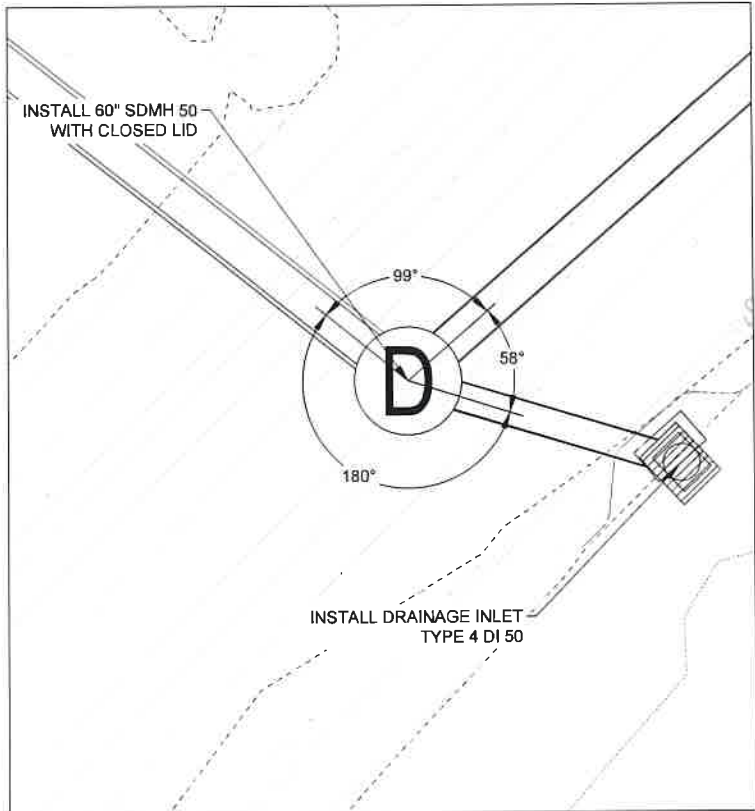 INSTALL 60" SDMH 50
WITH CLOSED LID
99°
58°
D
180°
INSTALL DRAINAGE INLET
TYPE 4 DI 50